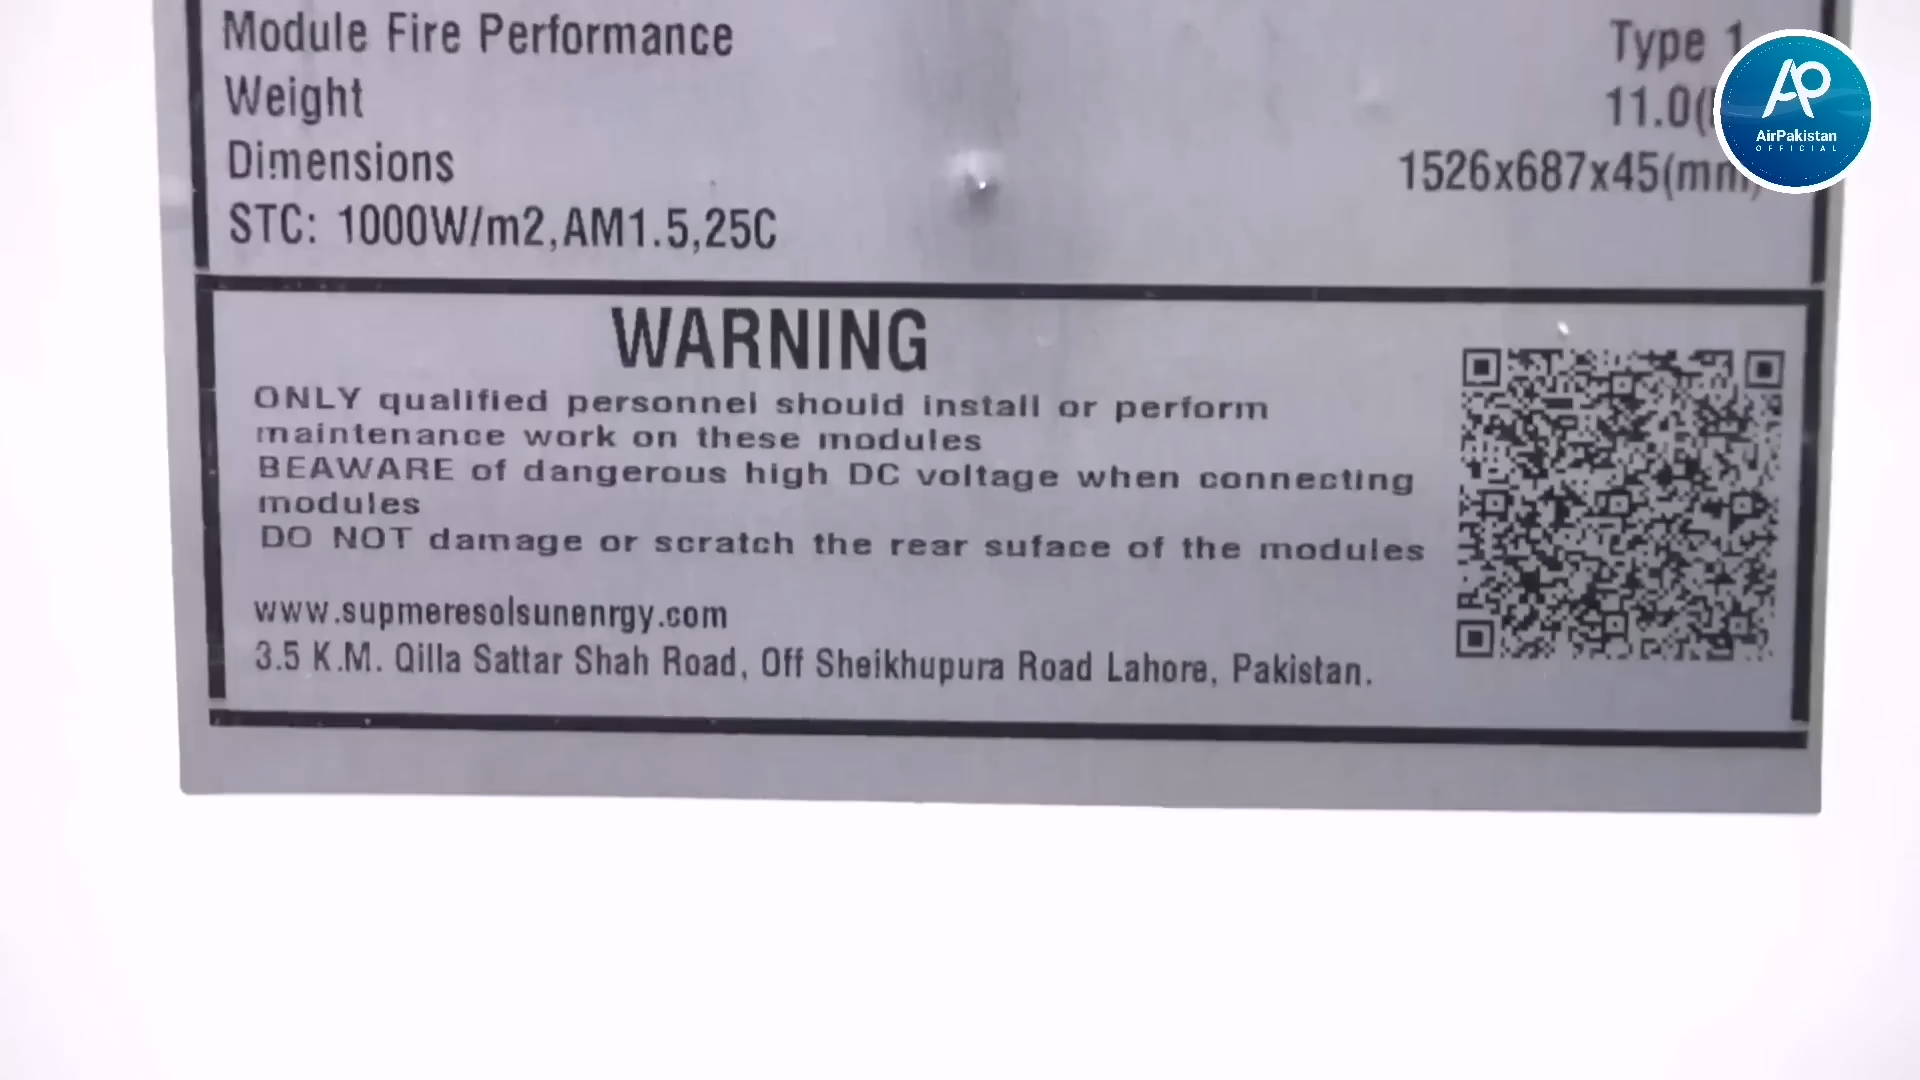 Module Fire Performance Type 1
Weight 11.0(
Dimensions 1526x687x45(mm)
STC: 1000W/m2,AM1.5,25C
AP
AirPakistan
OFFICIAL
WARNING
ONLY qualified personnel should install or perform
maintenance work on these modules
BEAWARE of dangerous high DC voltage when connecting
modules
DO NOT damage or scratch the rear suface of the modules
www.supmeresolsunenrgy.com
3.5 K.M. Qilla Sattar Shah Road, Off Sheikhupura Road Lahore, Pakistan.